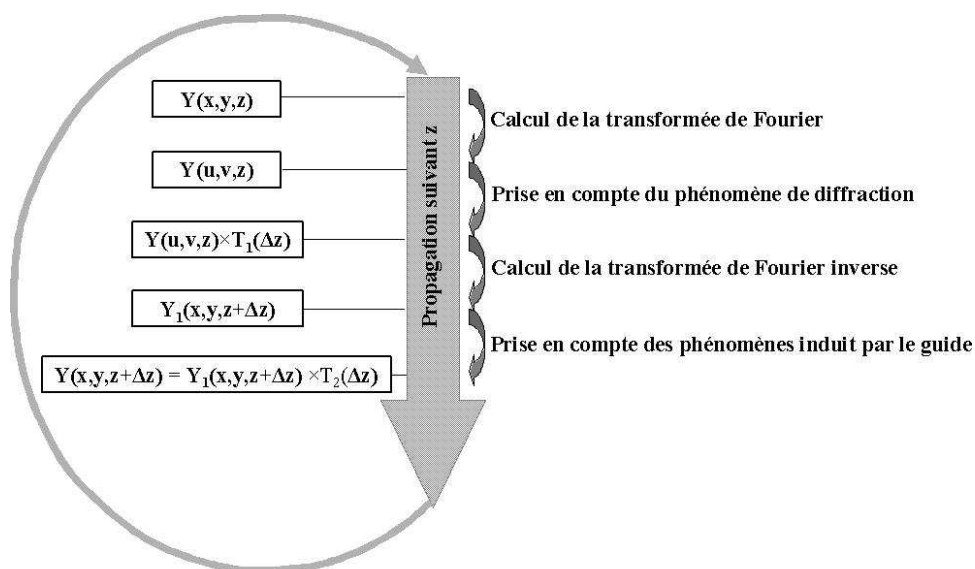 Y(x,y,z)
Calcul de la transformée de Fourier
Y(u,v,z)
Prise en compte du phénomène de diffraction
Y(u,v,z)×T₁(Δz)
Calcul de la transformée de Fourier inverse
Y₁(x,y,z+Δz)
Prise en compte des phénomènes induit par le guide
Y(x,y,z+Δz) = Y₁(x,y,z+Δz) ×T₂(Δz)
Propagation suivant z